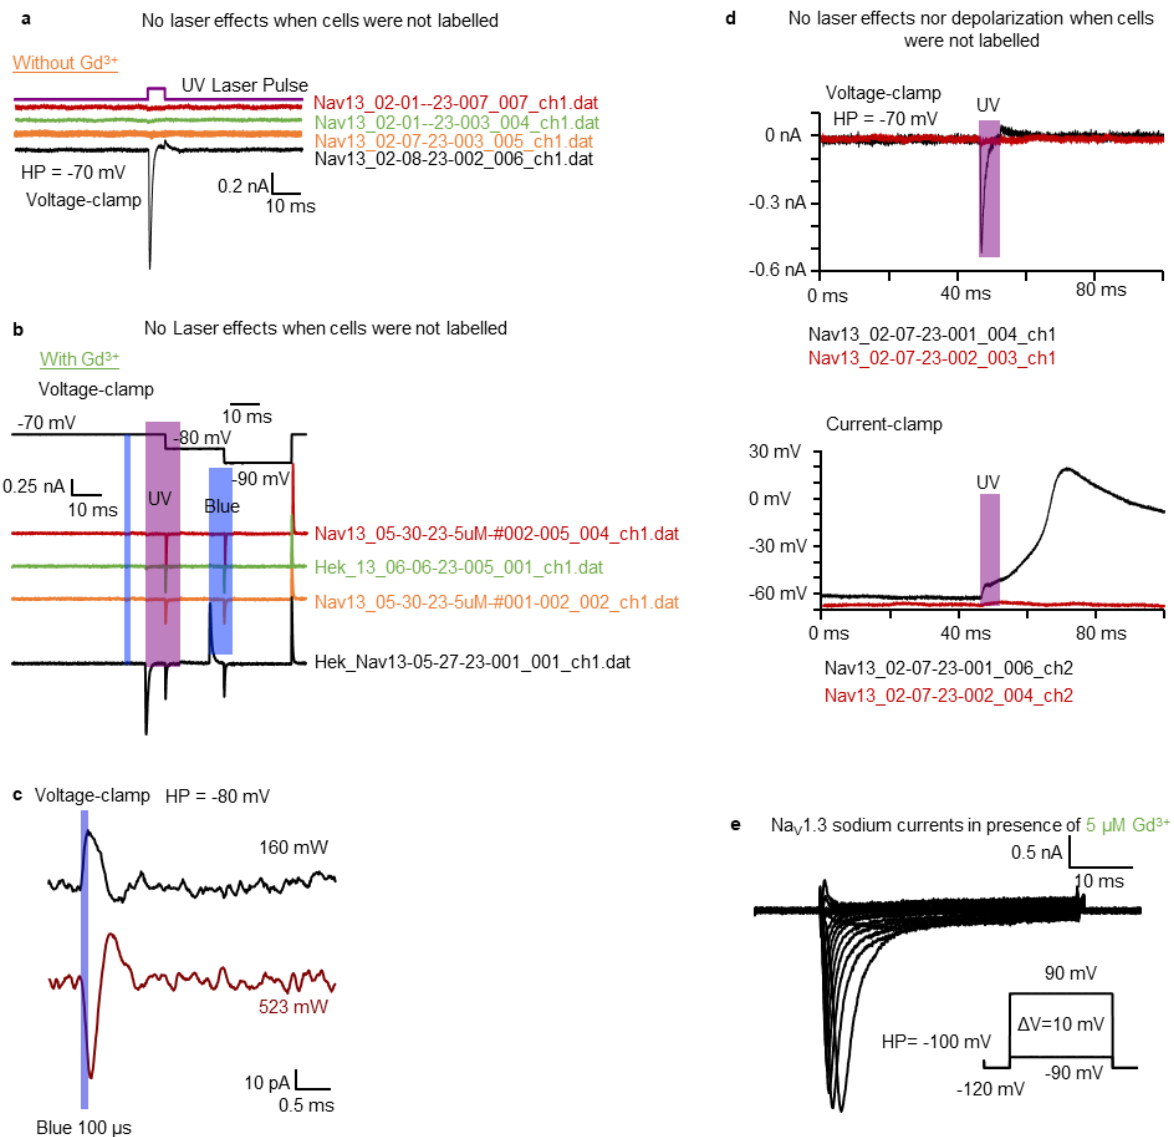 a
No laser effects when cells were not labelled
Without Gd³⁺
UV Laser Pulse
Nav13_02-01--23-007_007_ch1.dat
Nav13_02-01--23-003_004_ch1.dat
Nav13_02-07-23-003_005_ch1.dat
Nav13_02-08-23-002_006_ch1.dat
HP = -70 mV
Voltage-clamp
0.2 nA
10 ms
b
No Laser effects when cells were not labelled
With Gd³⁺
Voltage-clamp
10 ms
-70 mV
-80 mV
-90 mV
0.25 nA
10 ms
UV
Blue
Nav13_05-30-23-5uM-#002-005_004_ch1.dat
Hek_13_06-06-23-005_001_ch1.dat
Nav13_05-30-23-5uM-#001-002_002_ch1.dat
Hek_Nav13-05-27-23-001_001_ch1.dat
c
Voltage-clamp HP = -80 mV
160 mW
523 mW
10 pA
0.5 ms
Blue 100 µs
d
No laser effects nor depolarization when cells
were not labelled
Voltage-clamp
HP = -70 mV
UV
0 nA
-0.3 nA
-0.6 nA
0 ms
40 ms
80 ms
Nav13_02-07-23-001_004_ch1
Nav13_02-07-23-002_003_ch1
Current-clamp
30 mV
UV
0 mV
-30 mV
-60 mV
0 ms
40 ms
80 ms
Nav13_02-07-23-001_006_ch2
Nav13_02-07-23-002_004_ch2
e
Naᵥ1.3 sodium currents in presence of 5 µM Gd³⁺
0.5 nA
10 ms
90 mV
ΔV=10 mV
HP= -100 mV
-90 mV
-120 mV